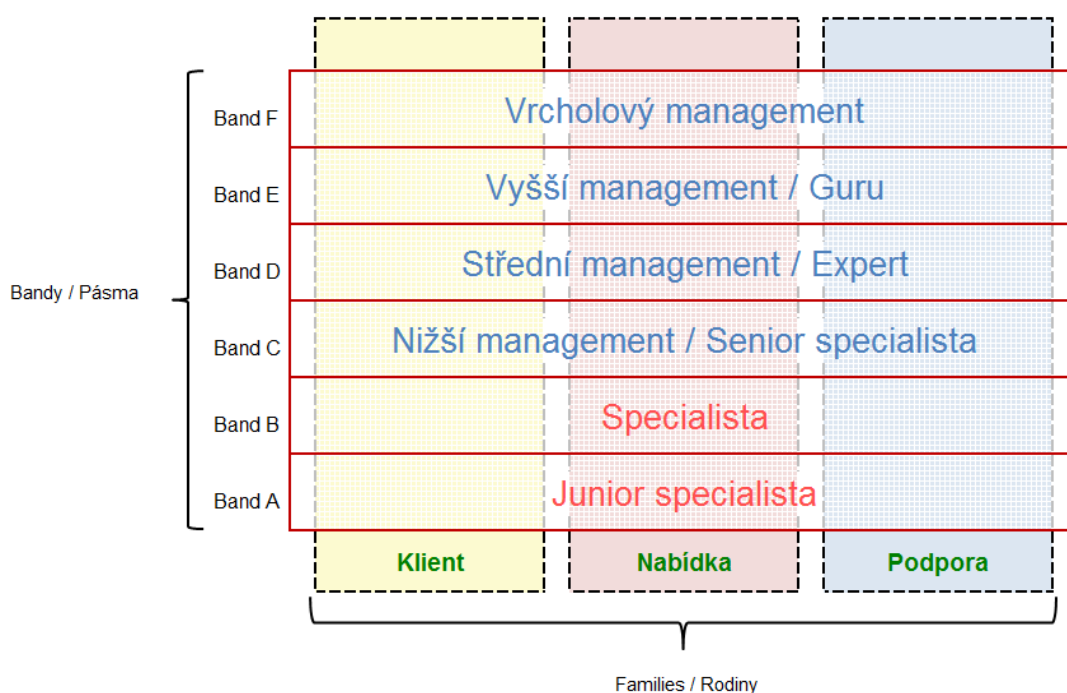 Band F
Vrcholový management
Band E
Vyšší management / Guru
Band D
Střední management / Expert
Bandy / Pásma
Band C
Nižší management / Senior specialista
Band B
Specialista
Band A
Junior specialista
Klient
Nabídka
Podpora
Families / Rodiny